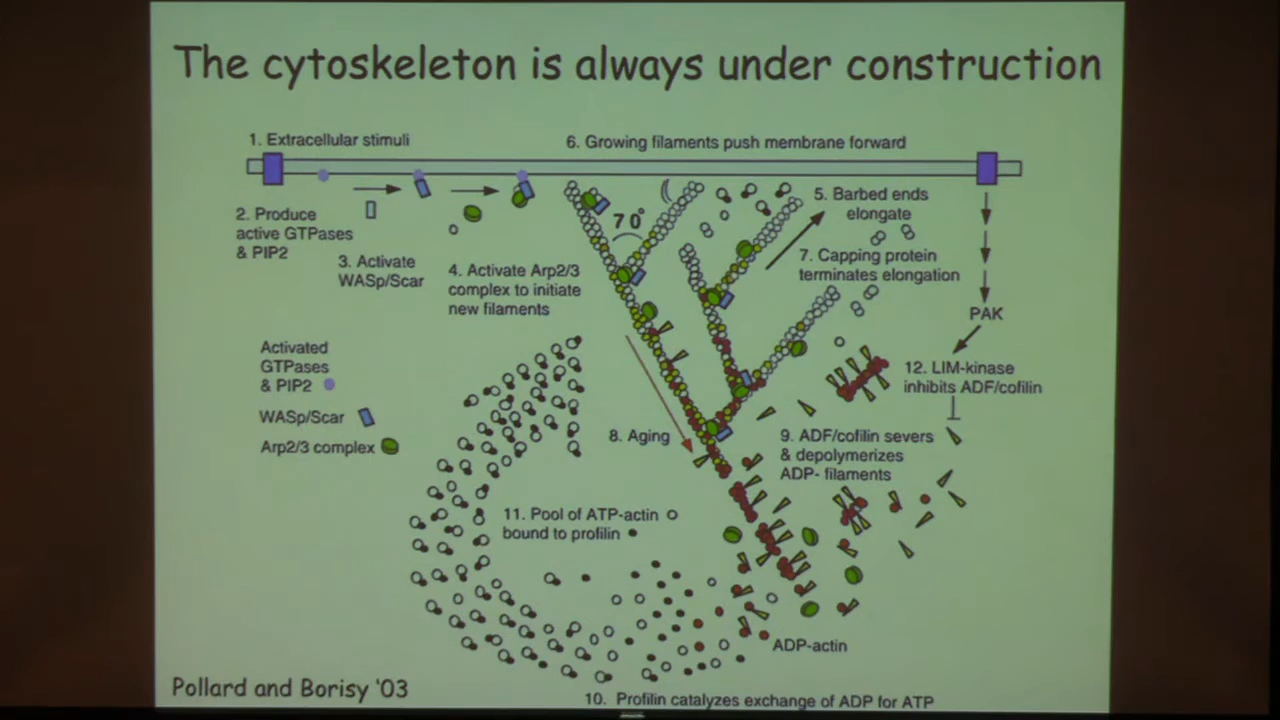 The cytoskeleton is always under construction
1. Extracellular stimuli
6. Growing filaments push membrane forward
2. Produce
active GTPases
& PIP2
3. Activate
WASp/Scar
4. Activate Arp2/3
complex to initiate
new filaments
70°
5. Barbed ends
elongate
7. Capping protein
terminates elongation
PAK
12. LIM-kinase
inhibits ADF/cofilin
Activated
GTPases
& PIP2
WASp/Scar
Arp2/3 complex
8. Aging
9. ADF/cofilin severs
& depolymerizes
ADP- filaments
11. Pool of ATP-actin
bound to profilin
ADP-actin
10. Profilin catalyzes exchange of ADP for ATP
Pollard and Borisy '03